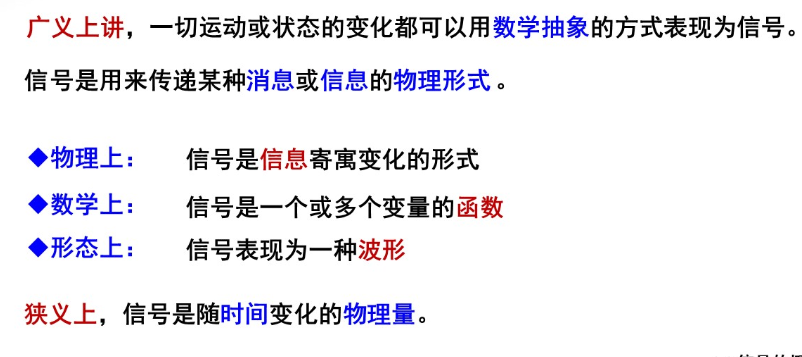 广义上讲，一切运动或状态的变化都可以用数学抽象的方式表现为信号。
信号是用来传递某种消息或信息的物理形式。
◆物理上： 信号是信息寄寓变化的形式
◆数学上： 信号是一个或多个变量的函数
◆形态上： 信号表现为一种波形
狭义上，信号是随时间变化的物理量。